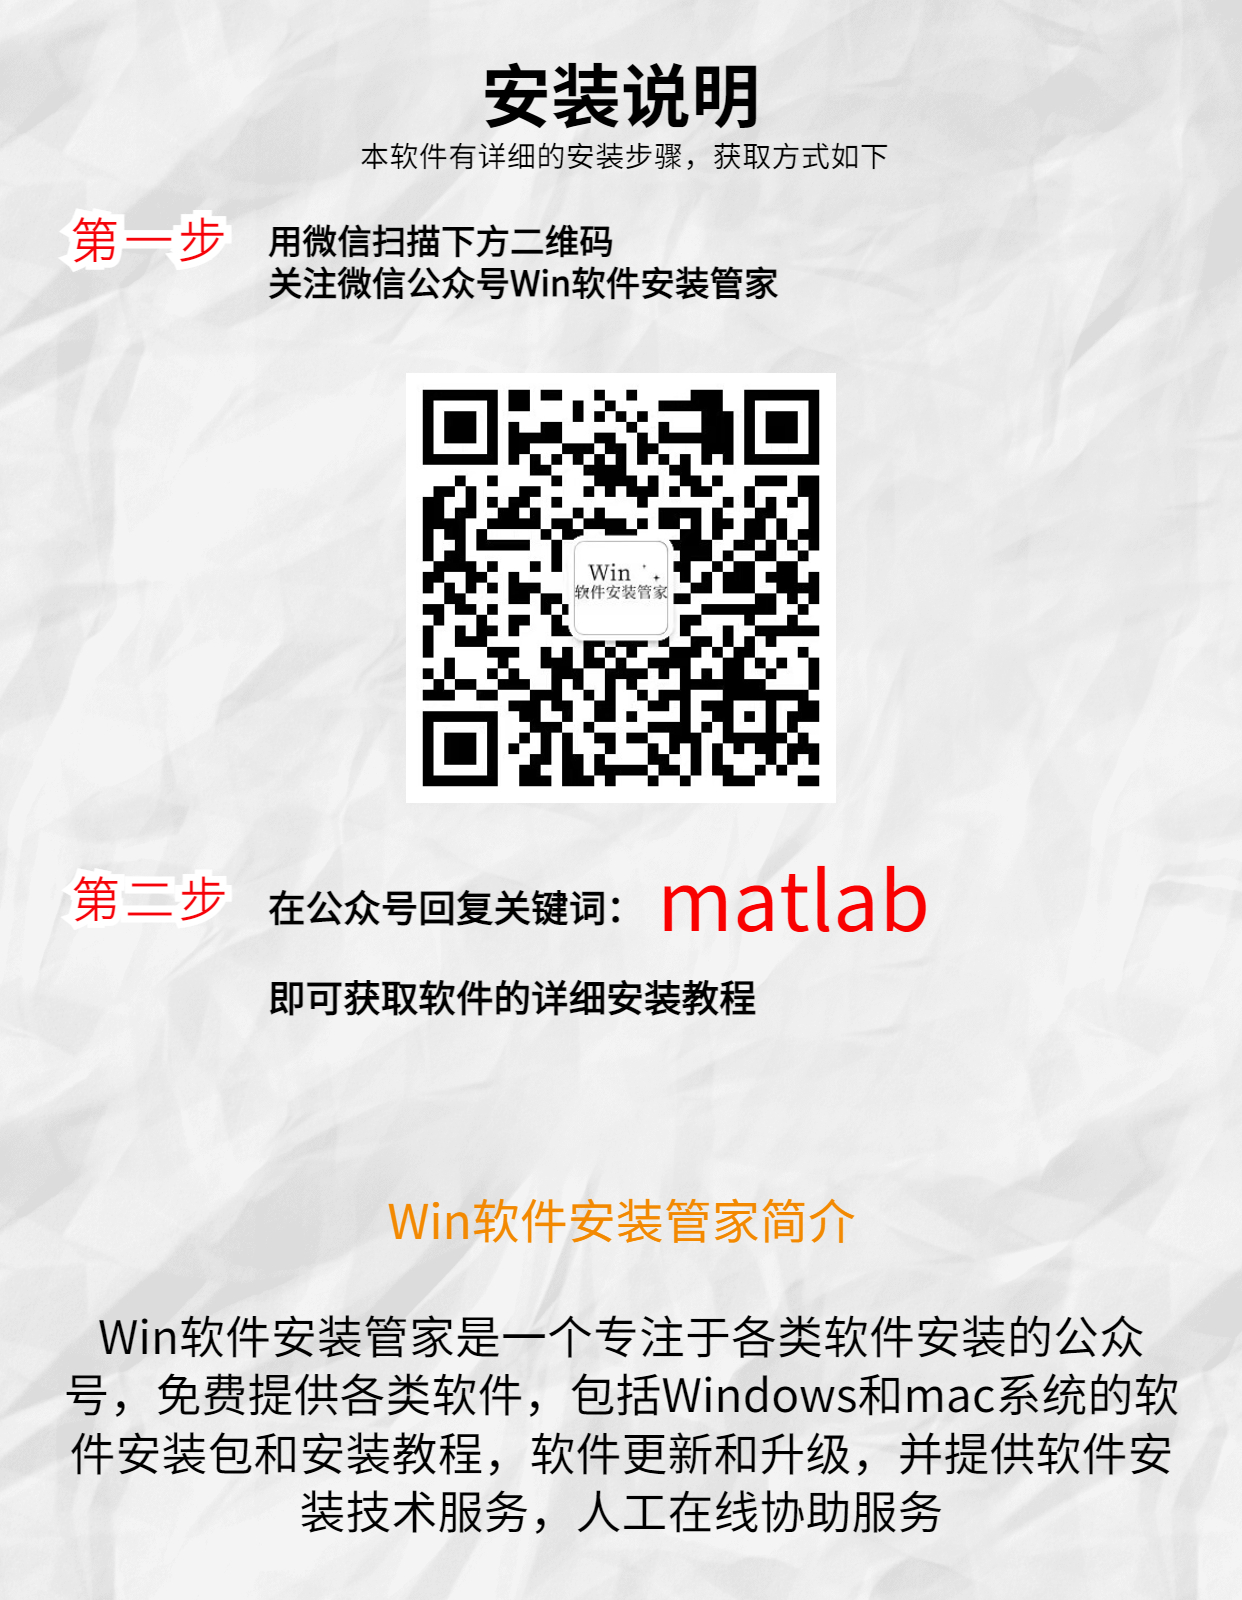 安装说明
本软件有详细的安装步骤，获取方式如下
第一步
用微信扫描下方二维码
关注微信公众号Win软件安装管家
Win
软件安装管家
第二步
在公众号回复关键词：
matlab
即可获取软件的详细安装教程
Win软件安装管家简介
Win软件安装管家是一个专注于各类软件安装的公众
号，免费提供各类软件，包括Windows和mac系统的软
件安装包和安装教程，软件更新和升级，并提供软件安
装技术服务，人工在线协助服务